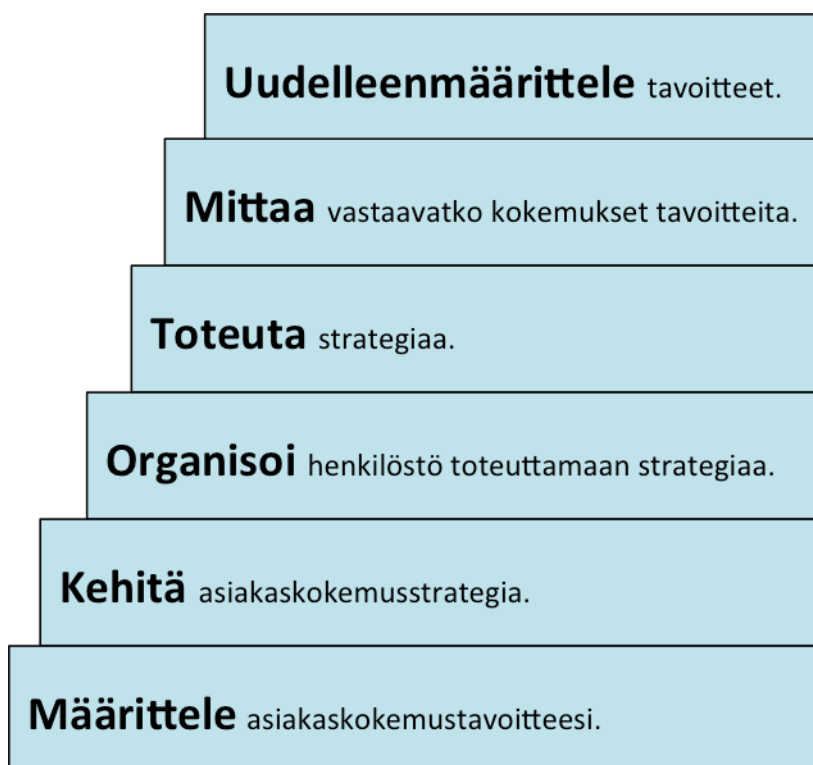 Uudelleenmäärittele tavoitteet.
Mittaa vastaavatko kokemukset tavoitteita.
Toteuta strategiaa.
Organisoi henkilöstö toteuttamaan strategiaa.
Kehitä asiakaskokemusstrategia.
Määrittele asiakaskokemustavoitteesi.